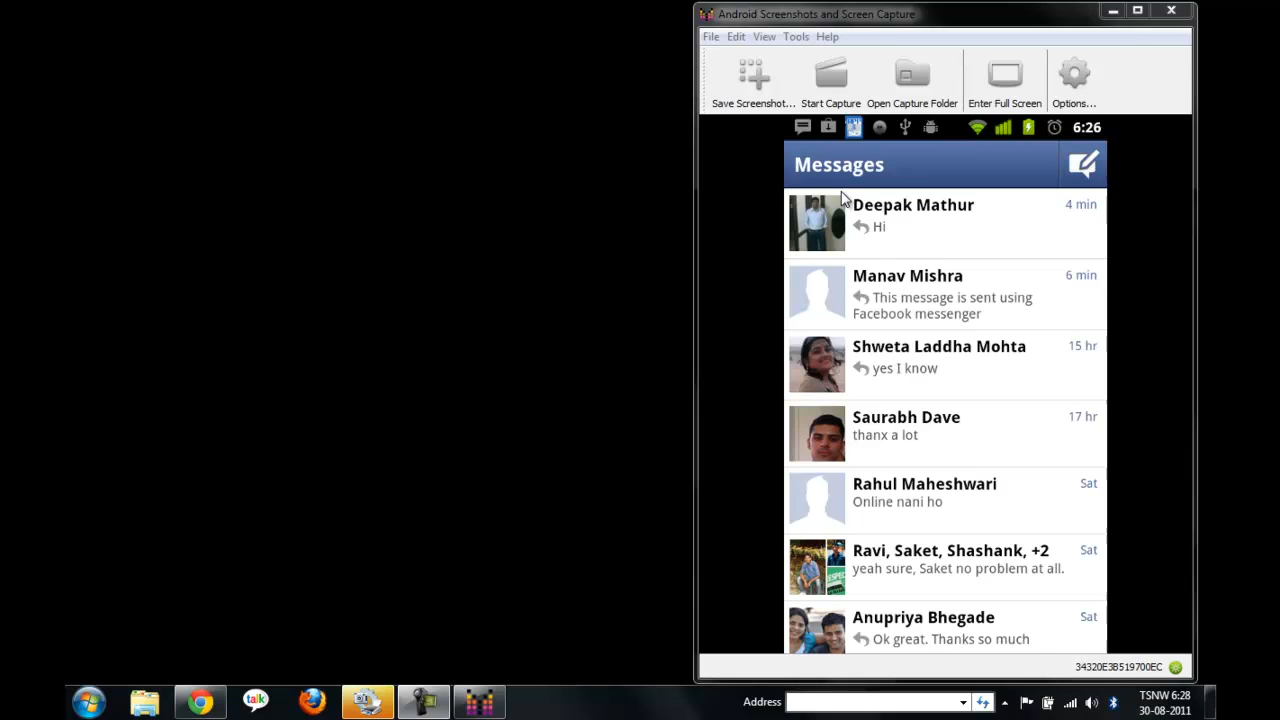 Android Screenshots and Screen Capture
File Edit View Tools Help
Save Screenshot... Start Capture Open Capture Folder Enter Full Screen Options...
6:26
Messages
Deepak Mathur 4 min
Hi
Manav Mishra 6 min
This message is sent using
Facebook messenger
Shweta Laddha Mohta 15 hr
yes I know
Saurabh Dave 17 hr
thanx a lot
Rahul Maheshwari Sat
Online nani ho
Ravi, Saket, Shashank, +2 Sat
yeah sure, Saket no problem at all.
Anupriya Bhegade Sat
Ok great. Thanks so much
34320E3B519700EC
talk
Address
TSNW 6:28
30-08-2011